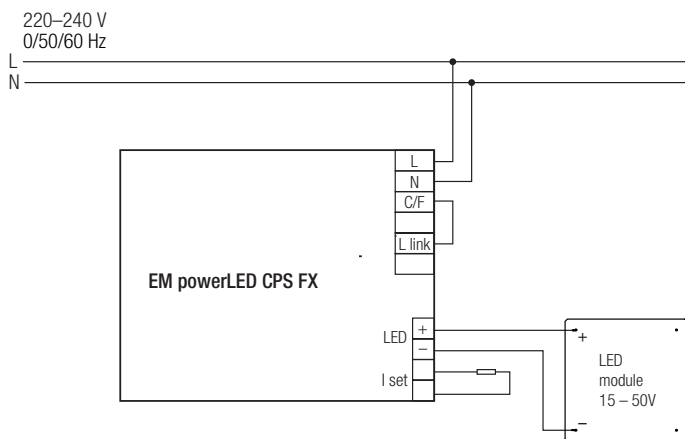 220–240 V
0/50/60 Hz
L
N
L
N
C/F
L link
EM powerLED CPS FX
LED
+
−
I set
+
−
LED
module
15 – 50V